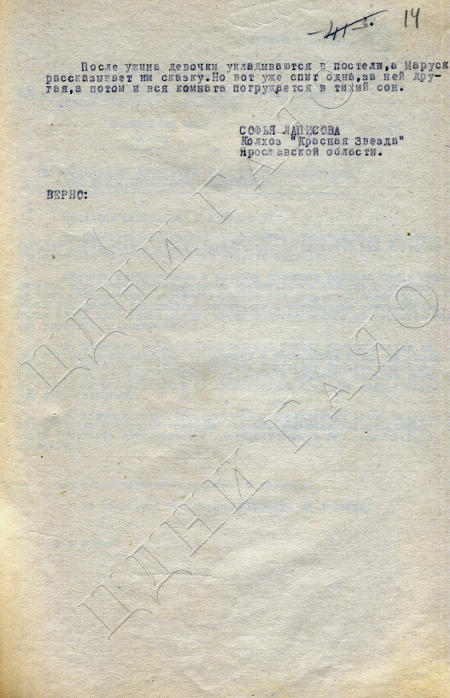 14
После ужина девочки укладываются в постели,а Маруся
рассказывает им сказку.Но вот уже спит одна,за ней дру-
гая,а потом и вся комната погружается в тихий сон.
СОФЬЯ ЛАПИСОВА
Колхоз "Красная Звезда"
Ярославской области.
ВЕРНО:
ЦДНИ ГАЯО
ЦДНИ ГАЯО